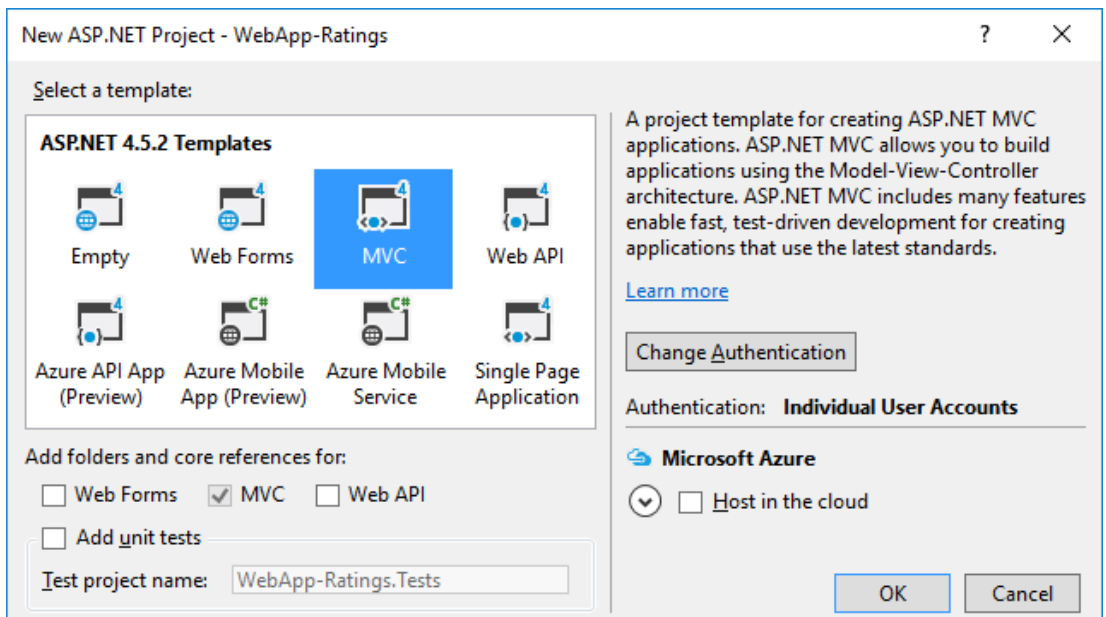 New ASP.NET Project - WebApp-Ratings
?
Select a template:
ASP.NET 4.5.2 Templates
4
4
4
4
Empty
Web Forms
MVC
Web API
4
C#
C#
4
Azure API App
(Preview)
Azure Mobile
App (Preview)
Azure Mobile
Service
Single Page
Application
Add folders and core references for:
Web Forms
MVC
Web API
Add unit tests
Test project name:
WebApp-Ratings.Tests
A project template for creating ASP.NET MVC
applications. ASP.NET MVC allows you to build
applications using the Model-View-Controller
architecture. ASP.NET MVC includes many features
enable fast, test-driven development for creating
applications that use the latest standards.
Learn more
Change Authentication
Authentication: Individual User Accounts
Microsoft Azure
Host in the cloud
OK
Cancel